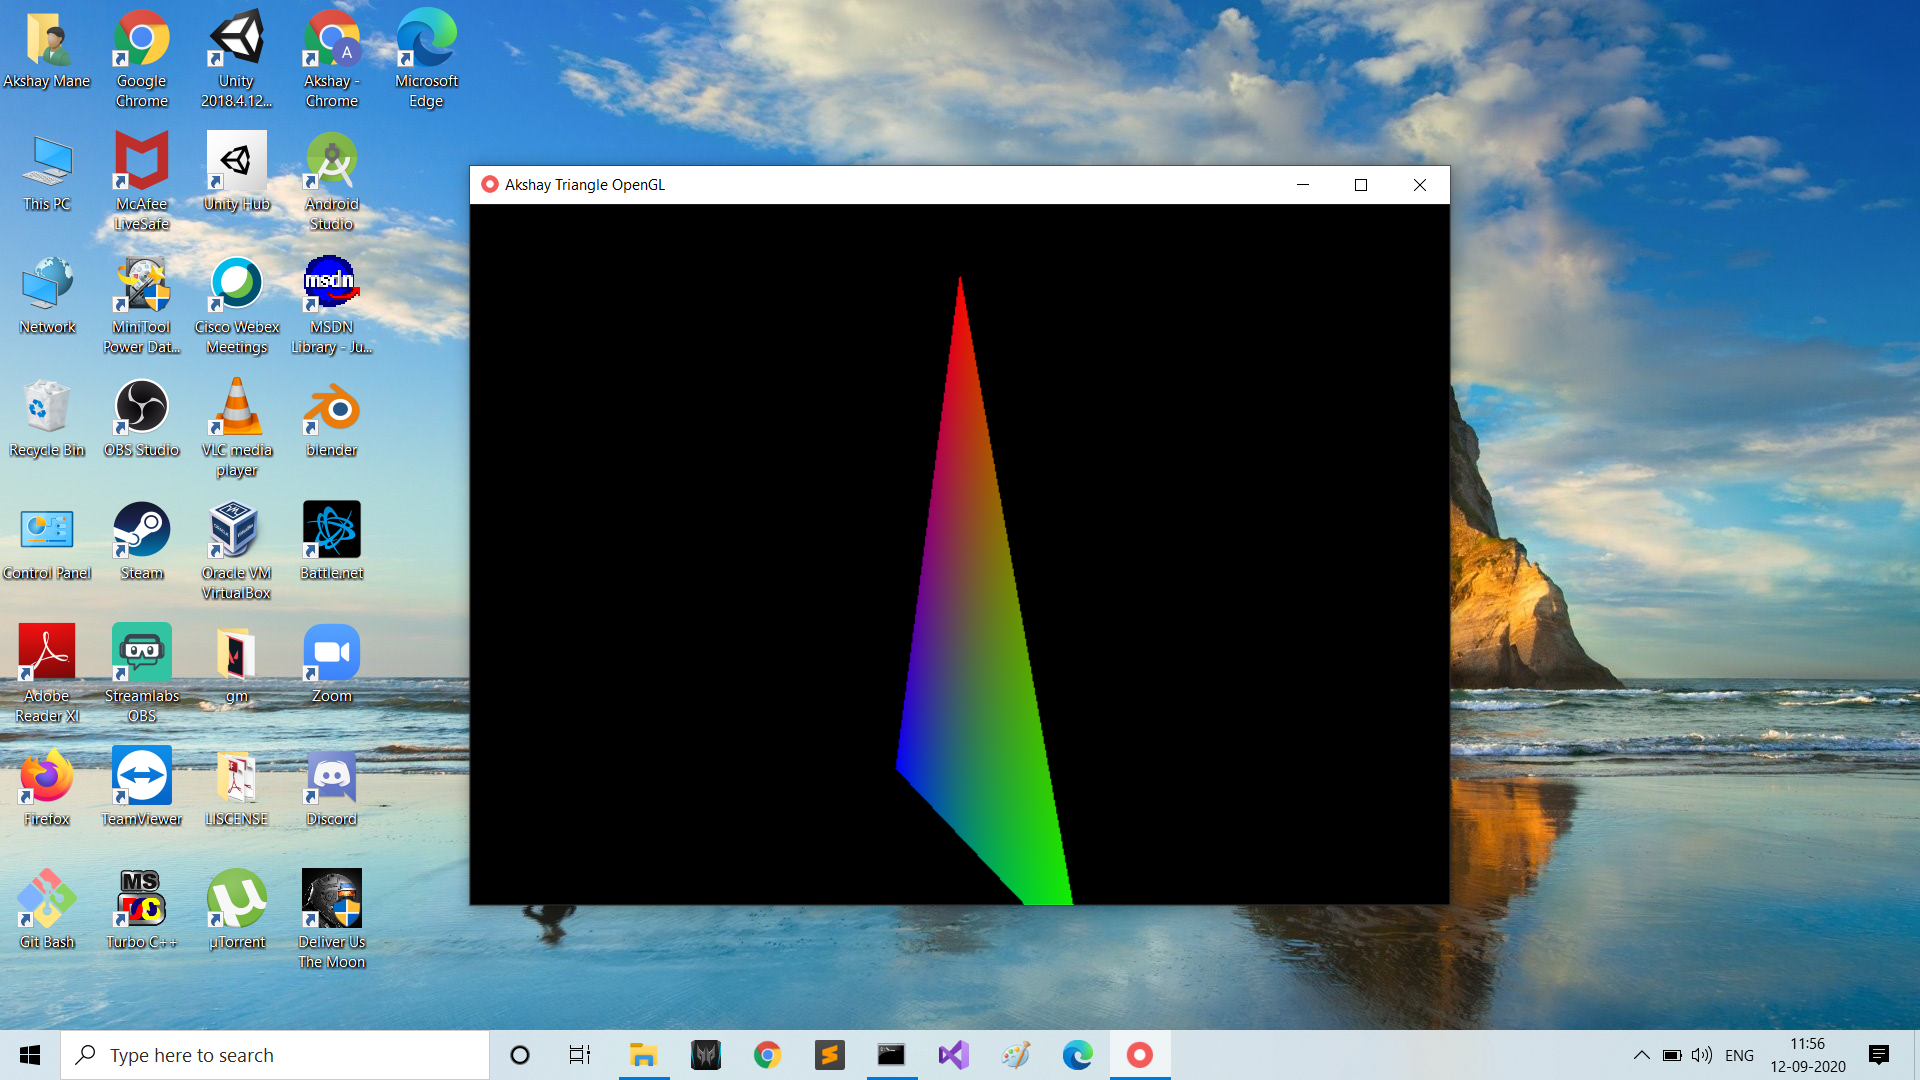 Akshay Mane
Google
Chrome
Unity
2018.4.12...
A
Akshay -
Chrome
Microsoft
Edge
This PC
McAfee
LiveSafe
Unity Hub
Android
Studio
Network
MiniTool
Power Dat...
Cisco Webex
Meetings
msdn
MSDN
Library - Ju...
Recycle Bin
OBS Studio
VLC media
player
blender
Control Panel
Steam
Oracle VM
VirtualBox
Battle.net
Adobe
Reader XI
Streamlabs
OBS
gm
Zoom
Firefox
TeamViewer
LISCENSE
Discord
Git Bash
MS
Turbo C++
µTorrent
Deliver Us
The Moon
Akshay Triangle OpenGL
Type here to search
ENG
11:56
12-09-2020